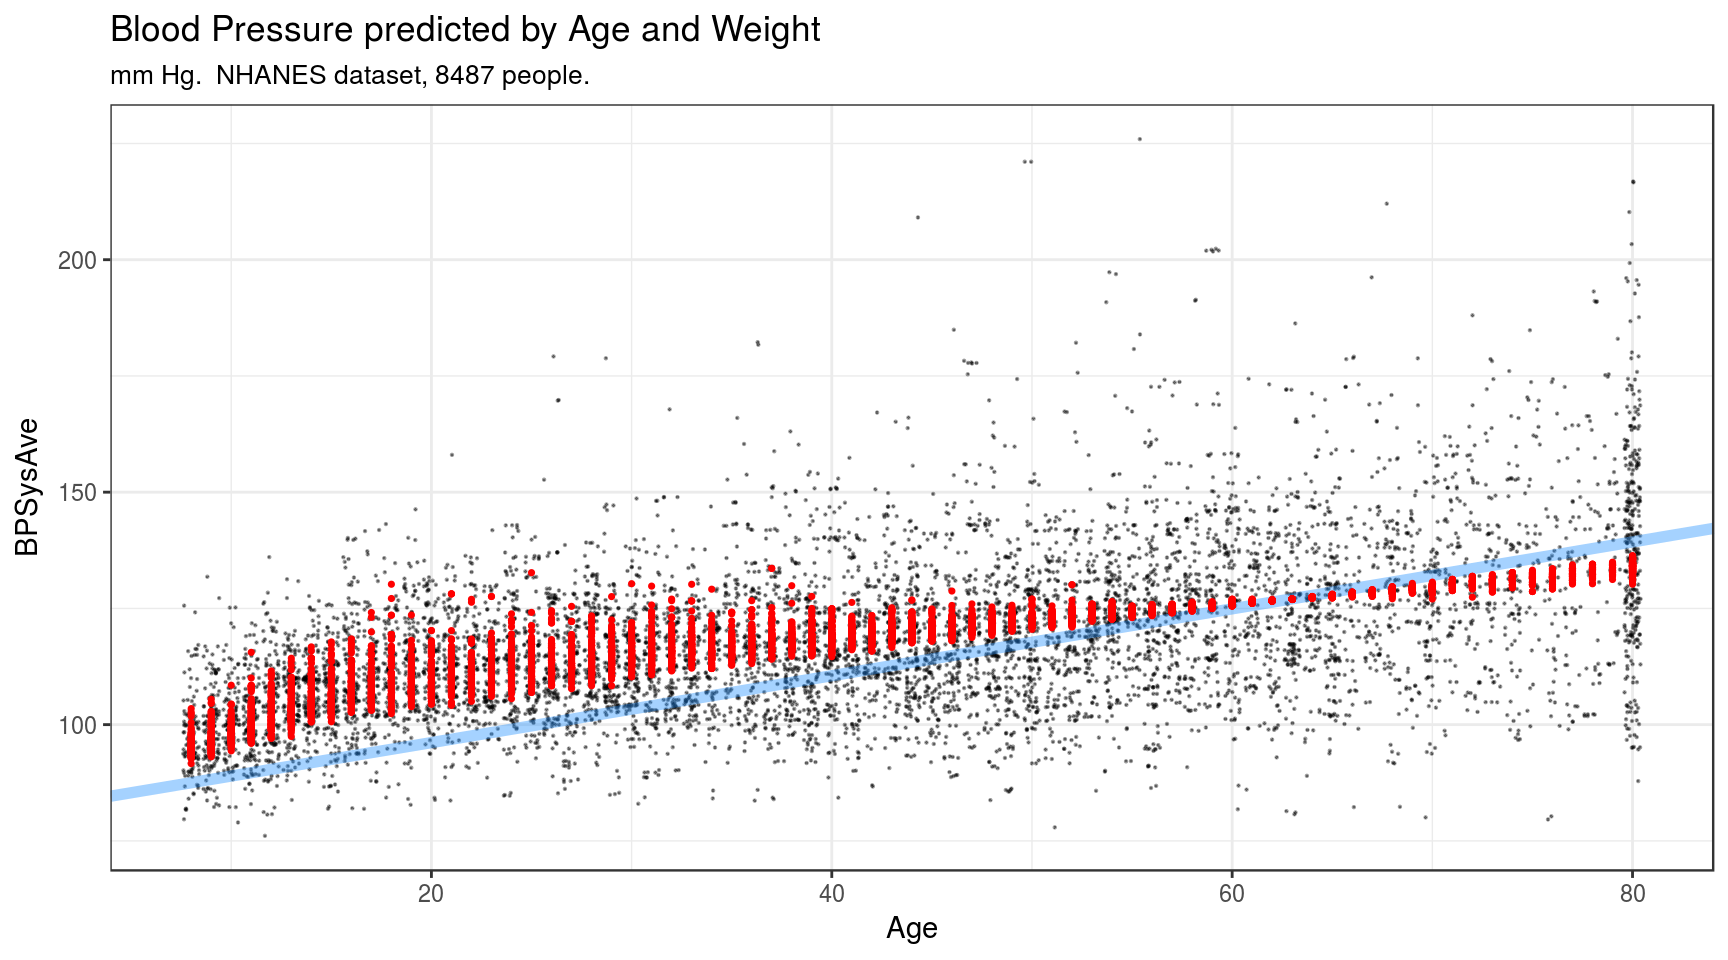 Blood Pressure predicted by Age and Weight
mm Hg.  NHANES dataset, 8487 people.
BPSysAve
200
150
100
20
40
60
80
Age